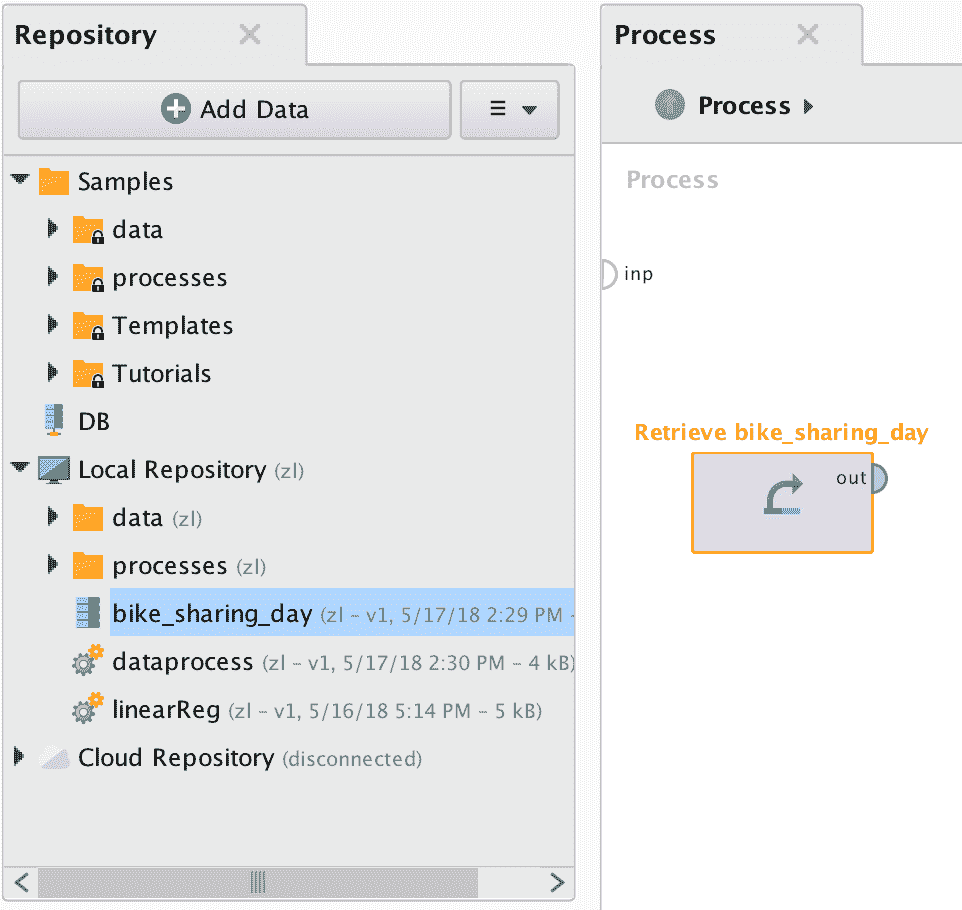 Repository
Add Data
Samples
data
processes
Templates
Tutorials
DB
Local Repository (zl)
data (zl)
processes (zl)
bike_sharing_day (zl – v1, 5/17/18 2:29 PM –
dataprocess (zl – v1, 5/17/18 2:30 PM – 4 kB)
linearReg (zl – v1, 5/16/18 5:14 PM – 5 kB)
Cloud Repository (disconnected)
Process
Process
Process
inp
Retrieve bike_sharing_day
out